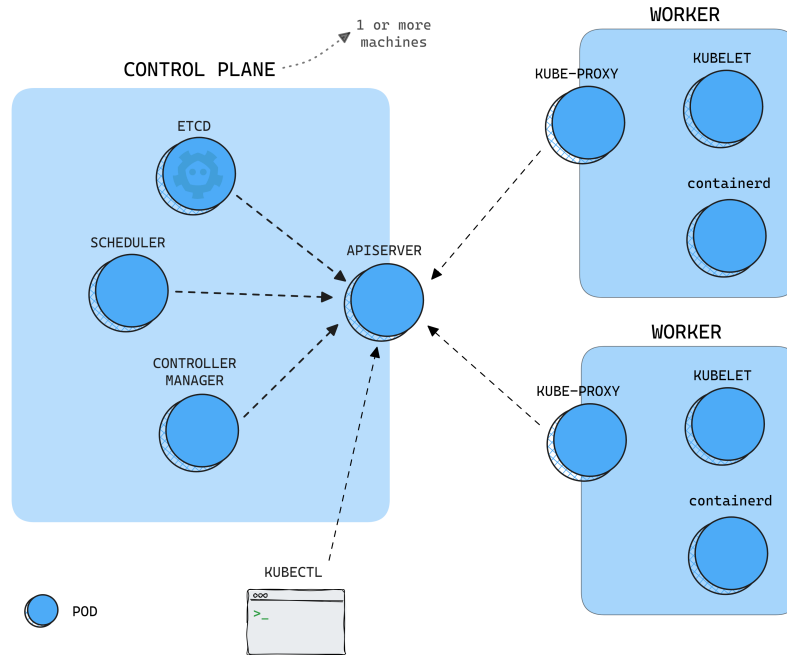 1 or more
machines
CONTROL PLANE
ETCD
SCHEDULER
APISERVER
CONTROLLER
MANAGER
KUBECTL
>_
POD
WORKER
KUBE-PROXY
KUBELET
containerd
WORKER
KUBE-PROXY
KUBELET
containerd